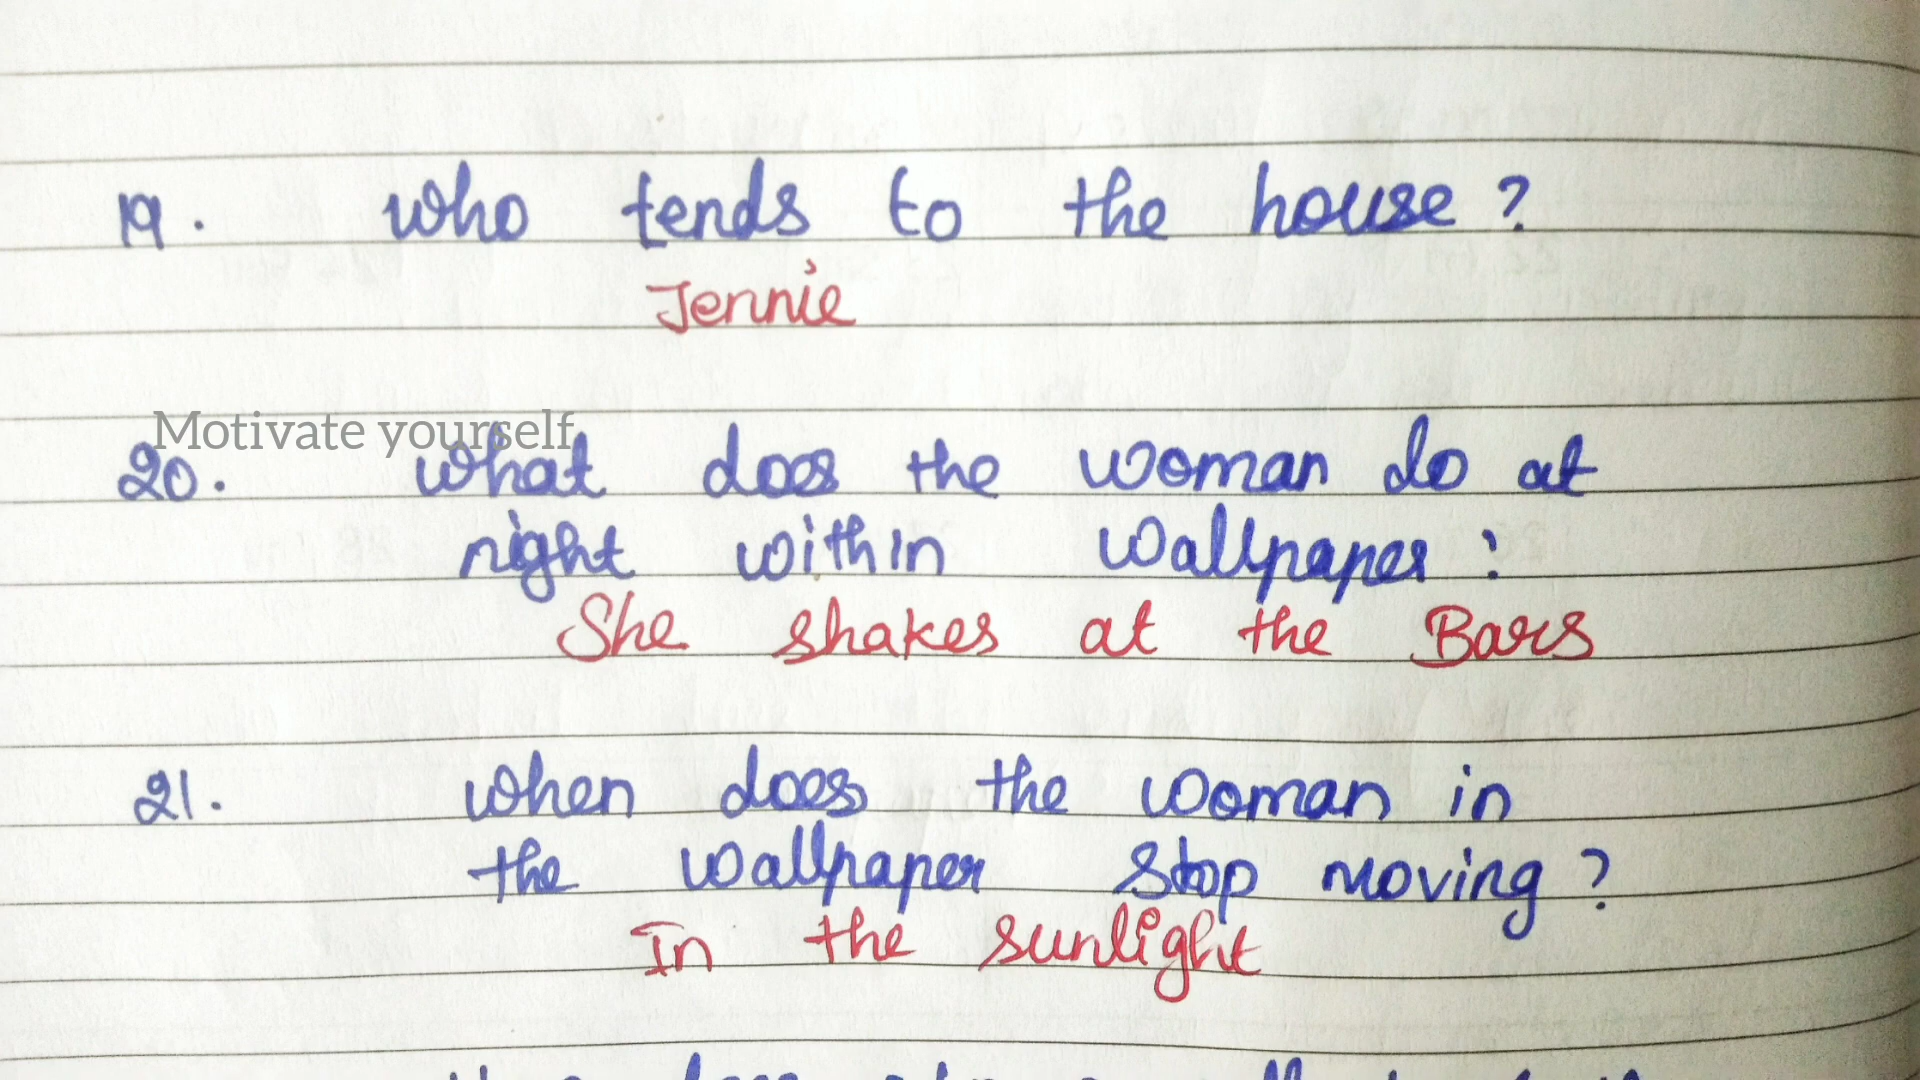 19. who tends to the house?
Jennie
Motivate yourself
20. what does the woman do at
night within wallpaper :
She shakes at the Bars
21. when does the woman in
the wallpaper stop moving?
In the sunlight